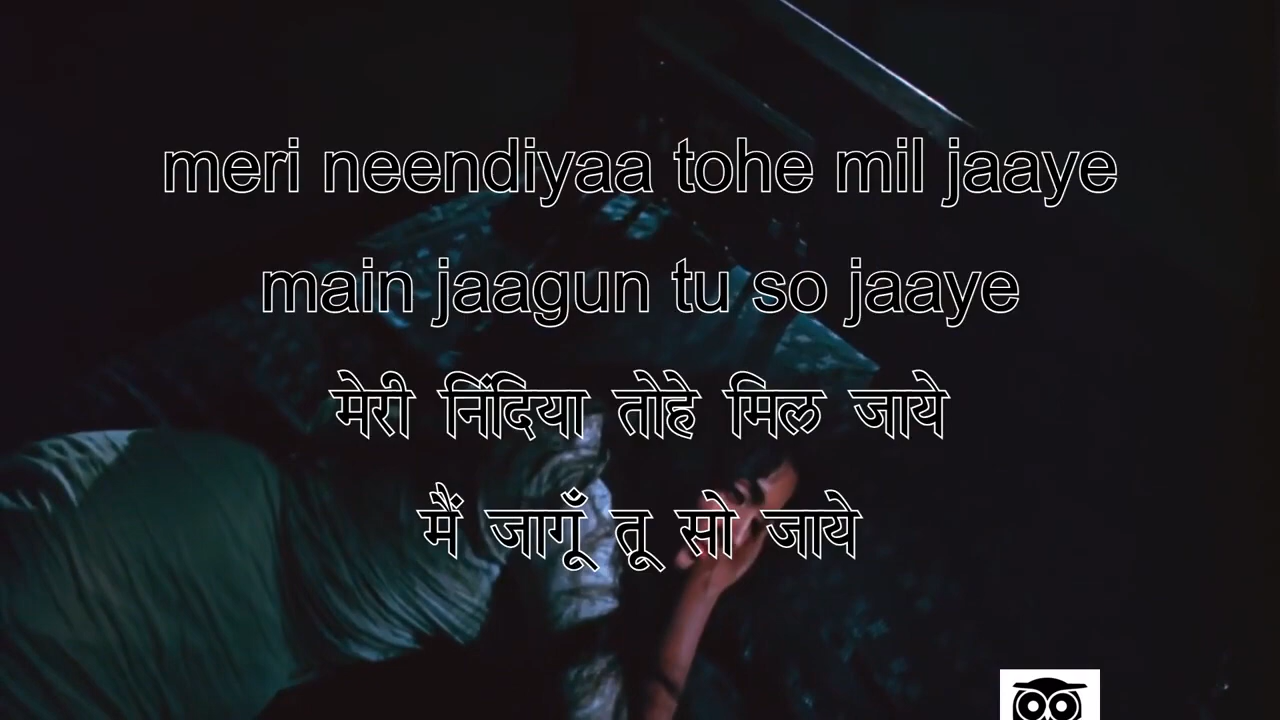 meri neendiyaa tohe mil jaaye
main jaagun tu so jaaye
मेरी निंदिया तोहे मिल जाये
मैं जागूँ तू सो जाये